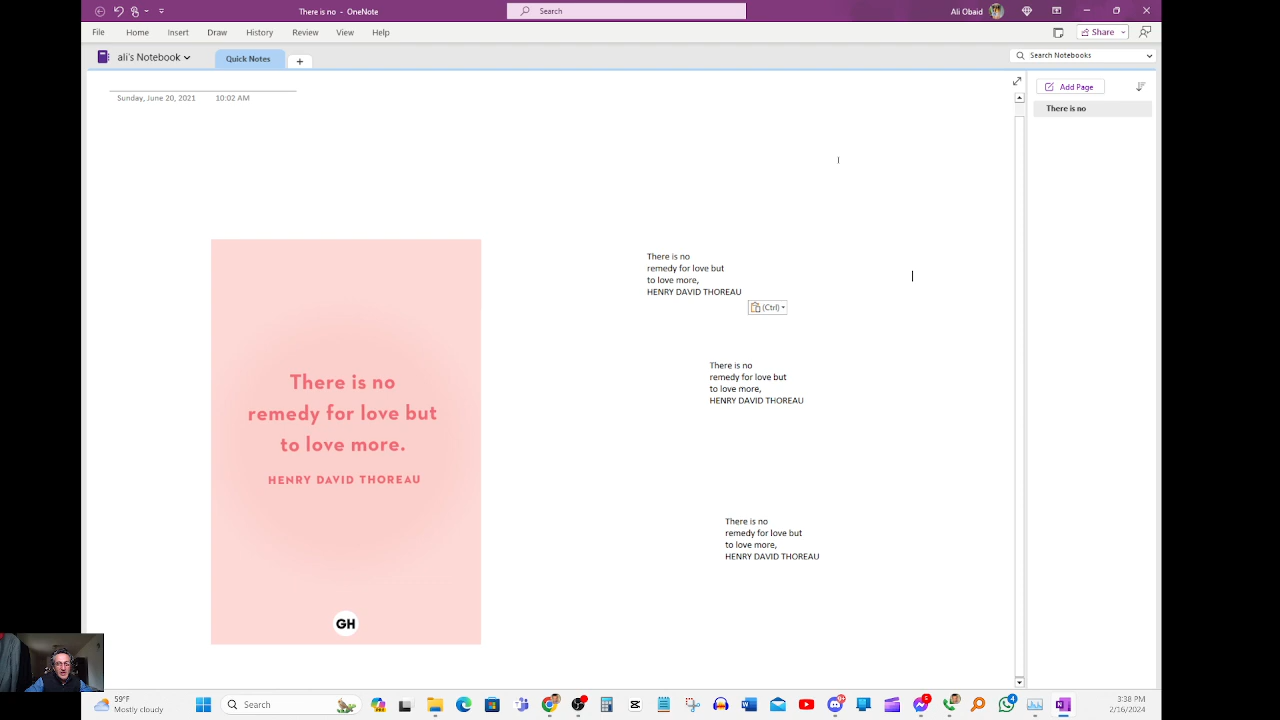 There is no - OneNote
Search
Ali Obaid
File Home Insert Draw History Review View Help
Share
ali's Notebook
Quick Notes
+
Search Notebooks
Sunday, June 20, 2021 10:02 AM
Add Page
There is no
There is no
remedy for love but
to love more.
HENRY DAVID THOREAU
GH
There is no
remedy for love but
to love more,
HENRY DAVID THOREAU
(Ctrl)
There is no
remedy for love but
to love more,
HENRY DAVID THOREAU
There is no
remedy for love but
to love more,
HENRY DAVID THOREAU
59°F
Mostly cloudy
Search
3:38 PM
2/16/2024